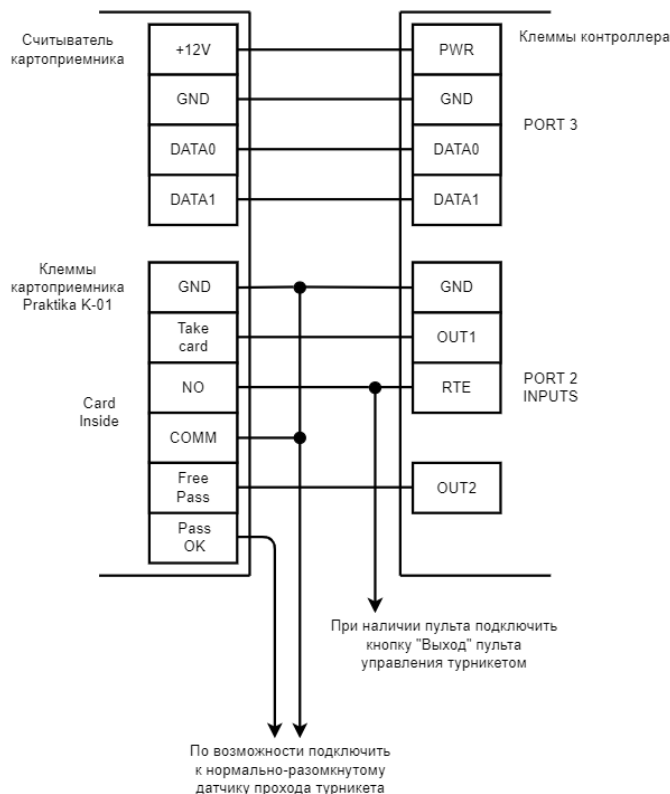 Считыватель
картоприемника
+12V
GND
DATA0
DATA1
PWR
GND
DATA0
DATA1
Клеммы контроллера
PORT 3
Клеммы
картоприемника
Praktika K-01
Card
Inside
GND
Take
card
NO
COMM
Free
Pass
Pass
OK
GND
OUT1
RTE
OUT2
PORT 2
INPUTS
При наличии пульта подключить
кнопку "Выход" пульта
управления турникетом
По возможности подключить
к нормально-разомкнутому
датчику прохода турникета